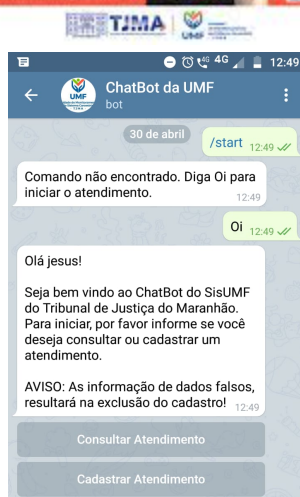 TJMA
UMF
4G 4G 12:49
UMF
ChatBot da UMF
bot
30 de abril
/start 12:49
Comando não encontrado. Diga Oi para
iniciar o atendimento.
12:49
Oi 12:49
Olá jesus!
Seja bem vindo ao ChatBot do SisUMF
do Tribunal de Justiça do Maranhão.
Para iniciar, por favor informe se você
deseja consultar ou cadastrar um
atendimento.
AVISO: As informação de dados falsos,
resultará na exclusão do cadastro! 12:49
Consultar Atendimento
Cadastrar Atendimento